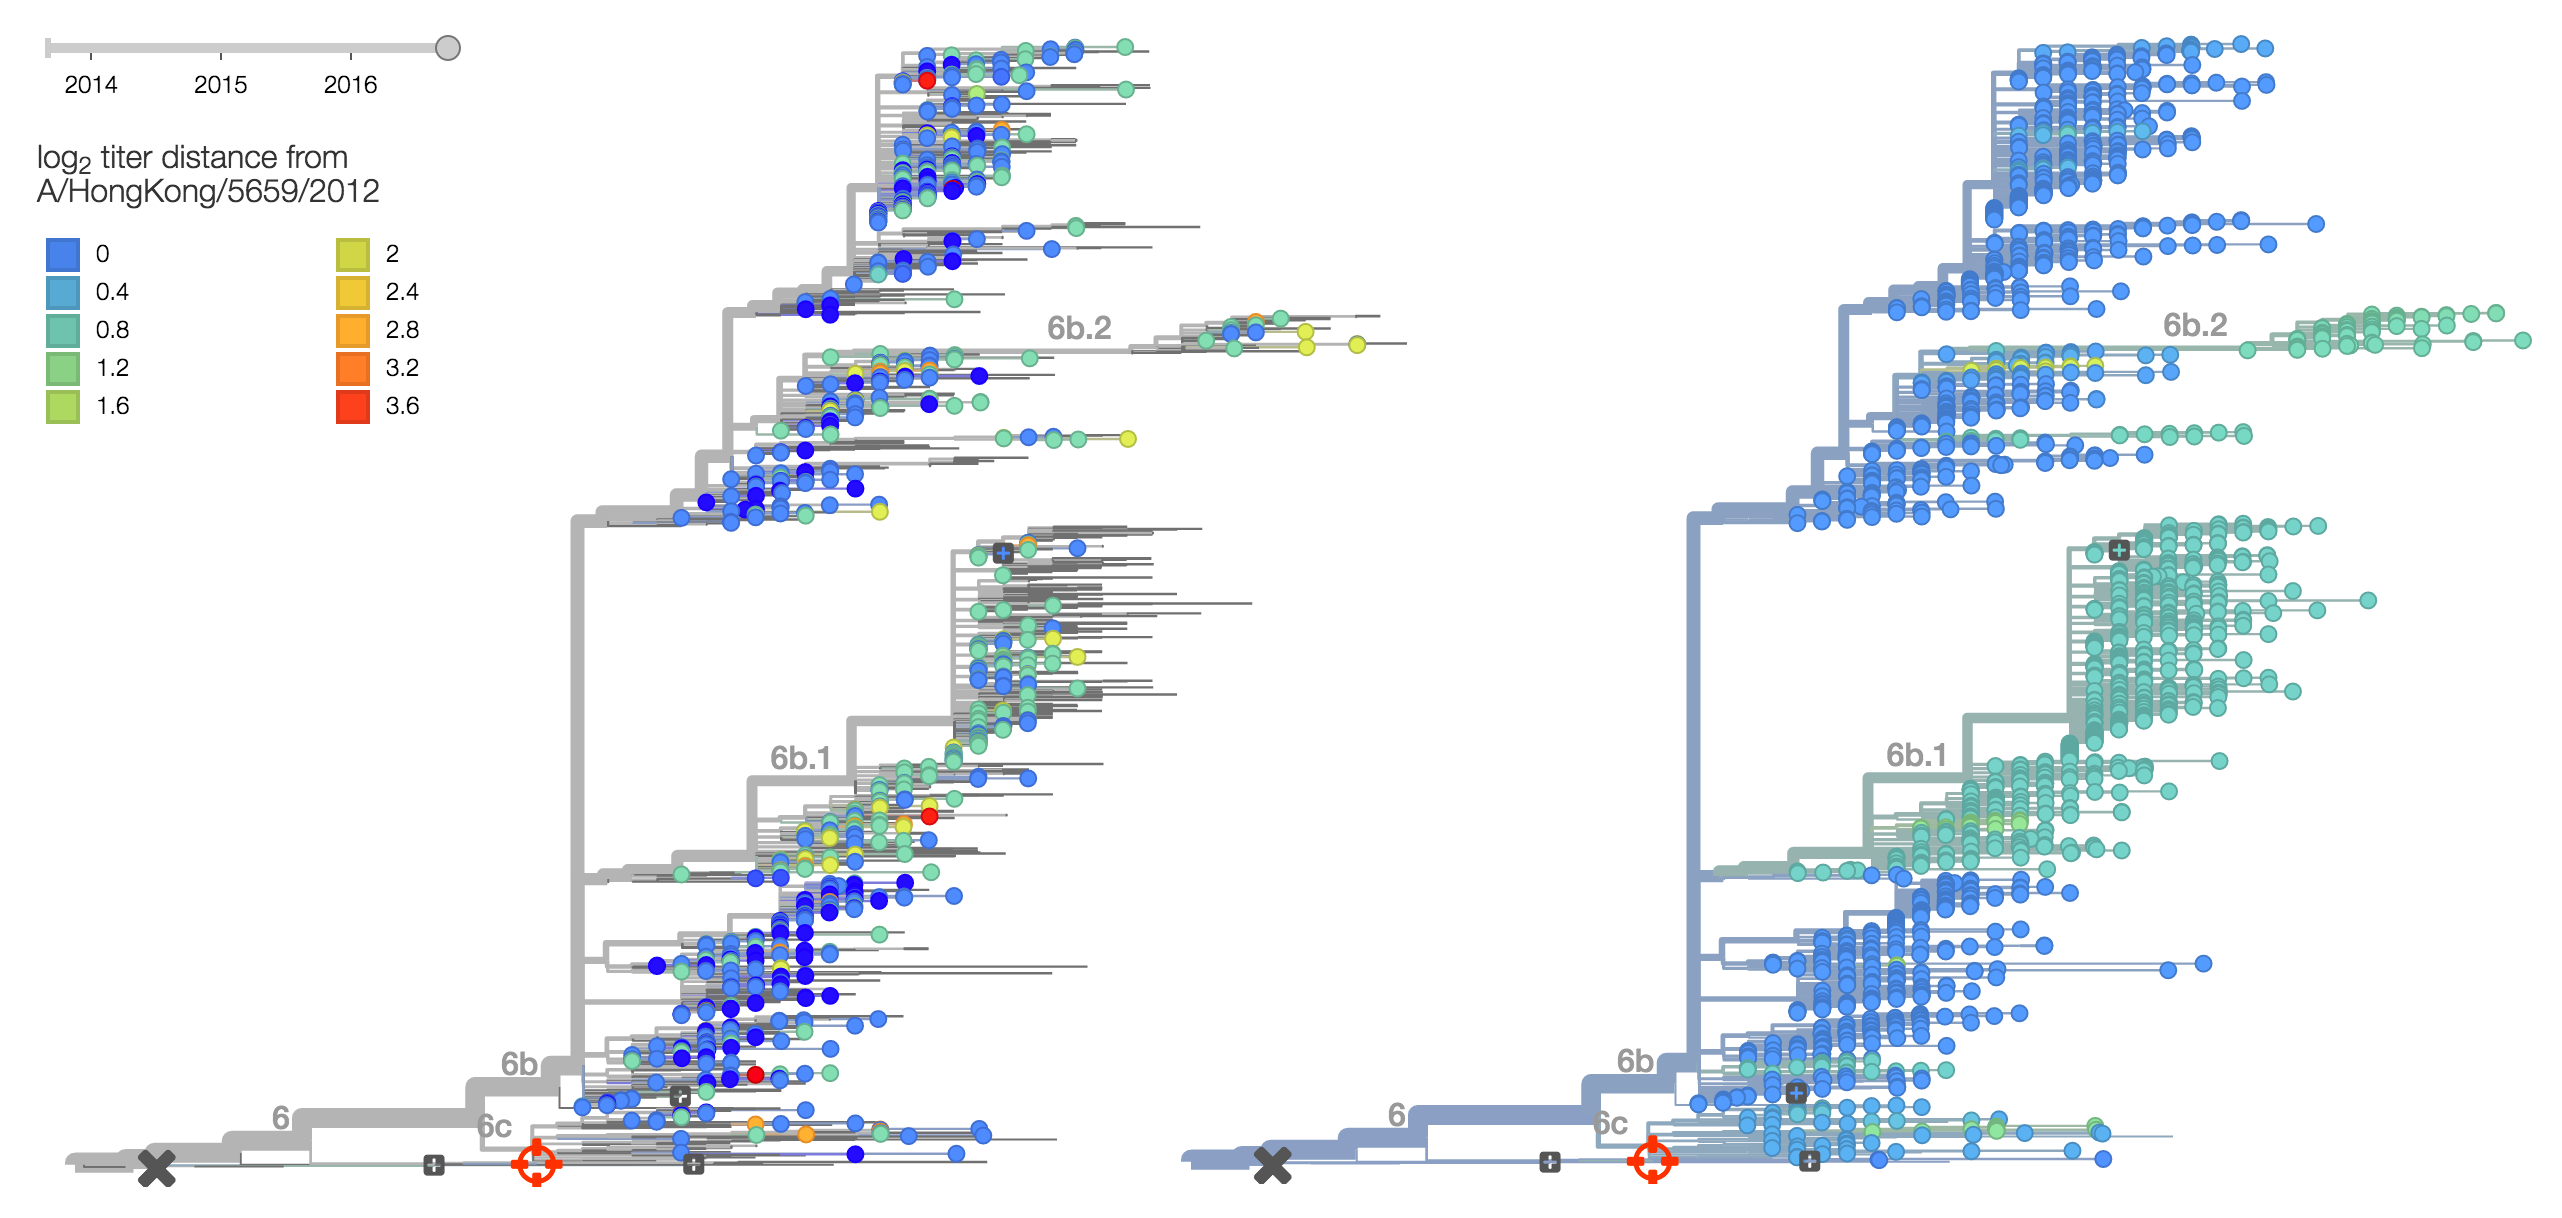 2014 2015 2016
log2 titer distance from
A/HongKong/5659/2012
0 2
0.4 2.4
0.8 2.8
1.2 3.2
1.6 3.6
6b.2 6b.2
6b.1 6b.1
6b 6b
6 6
6c 6c